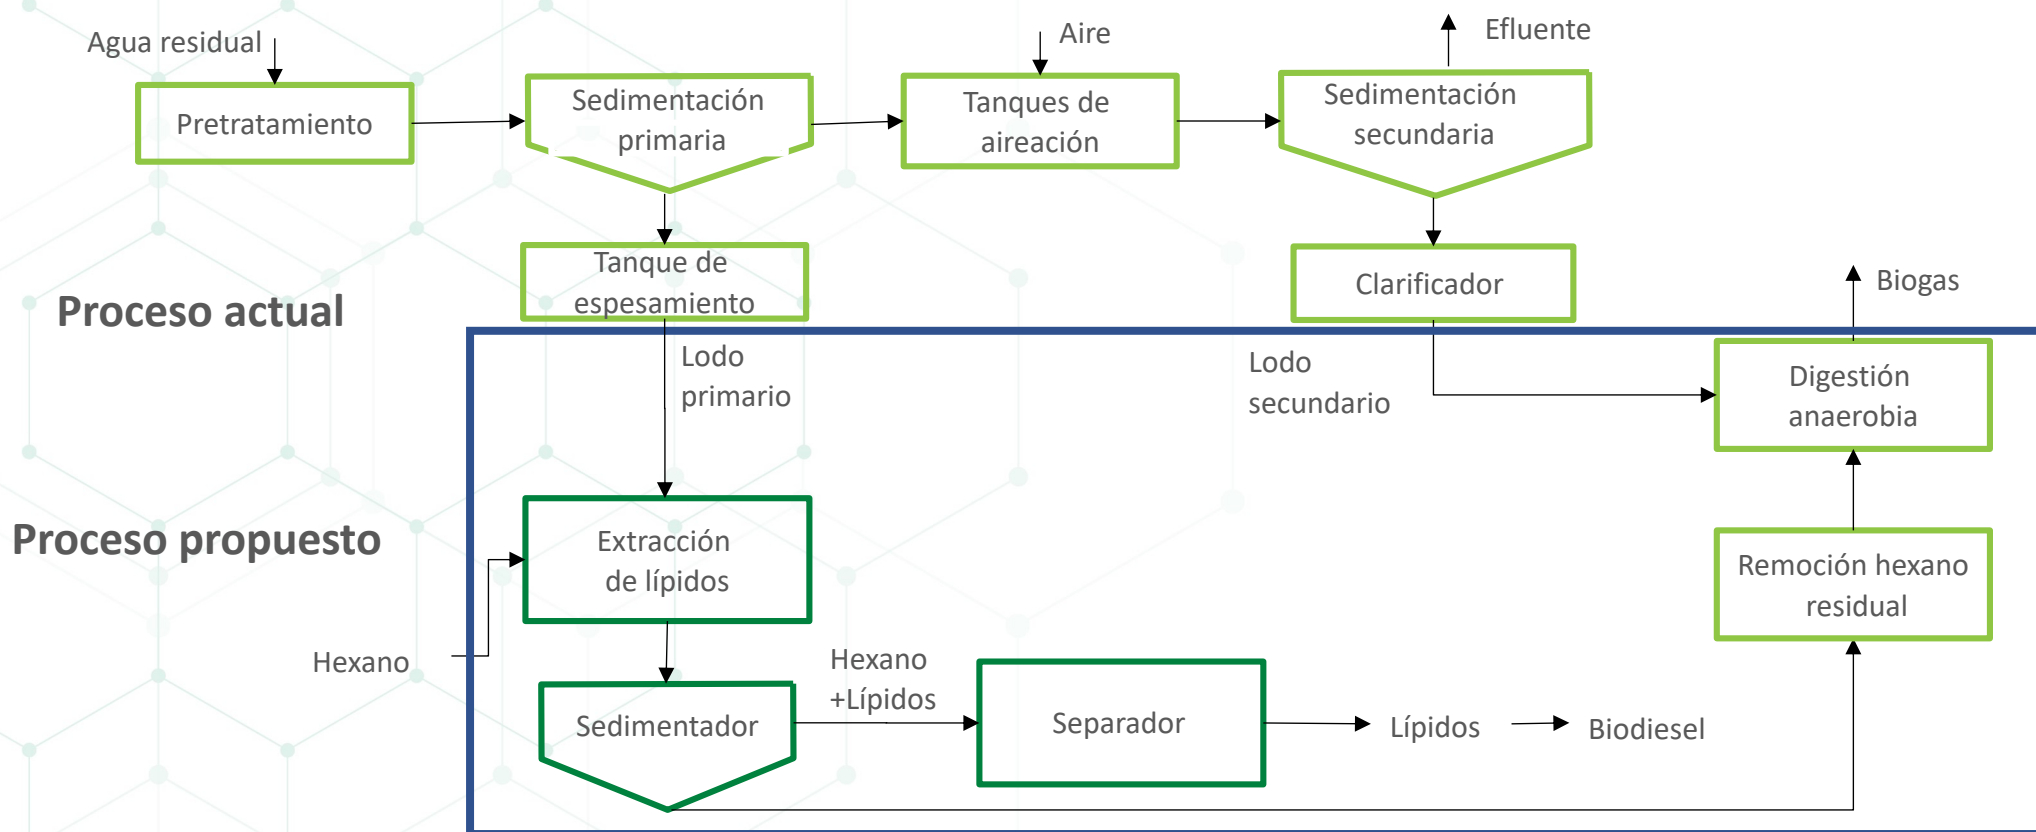 Agua residual
Aire
Efluente
Pretratamiento
Sedimentación
primaria
Tanques de
aireación
Sedimentación
secundaria
Tanque de
espesamiento
Clarificador
Biogas
Proceso actual
Lodo
primario
Lodo
secundario
Digestión
anaerobia
Proceso propuesto
Extracción
de lípidos
Remoción hexano
residual
Hexano
Hexano
+Lípidos
Sedimentador
Separador
Lípidos
Biodiesel